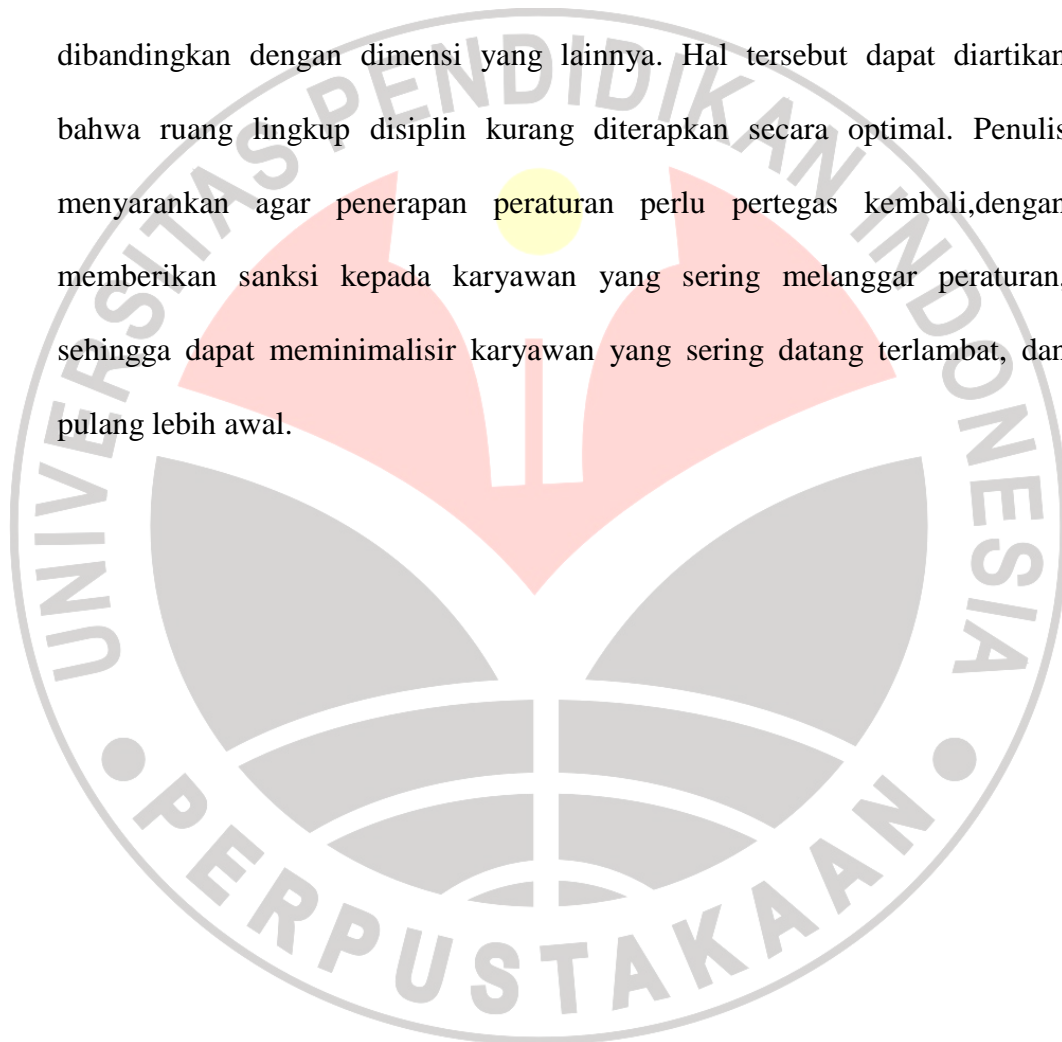 dibandingkan dengan dimensi yang lainnya. Hal tersebut dapat diartikan
bahwa ruang lingkup disiplin kurang diterapkan secara optimal. Penulis
menyarankan agar penerapan peraturan perlu pertegas kembali,dengan
memberikan sanksi kepada karyawan yang sering melanggar peraturan,
sehingga dapat meminimalisir karyawan yang sering datang terlambat, dan
pulang lebih awal.
UNIVERSITAS PENDIDIKAN INDONESIA
PERPUSTAKAAN